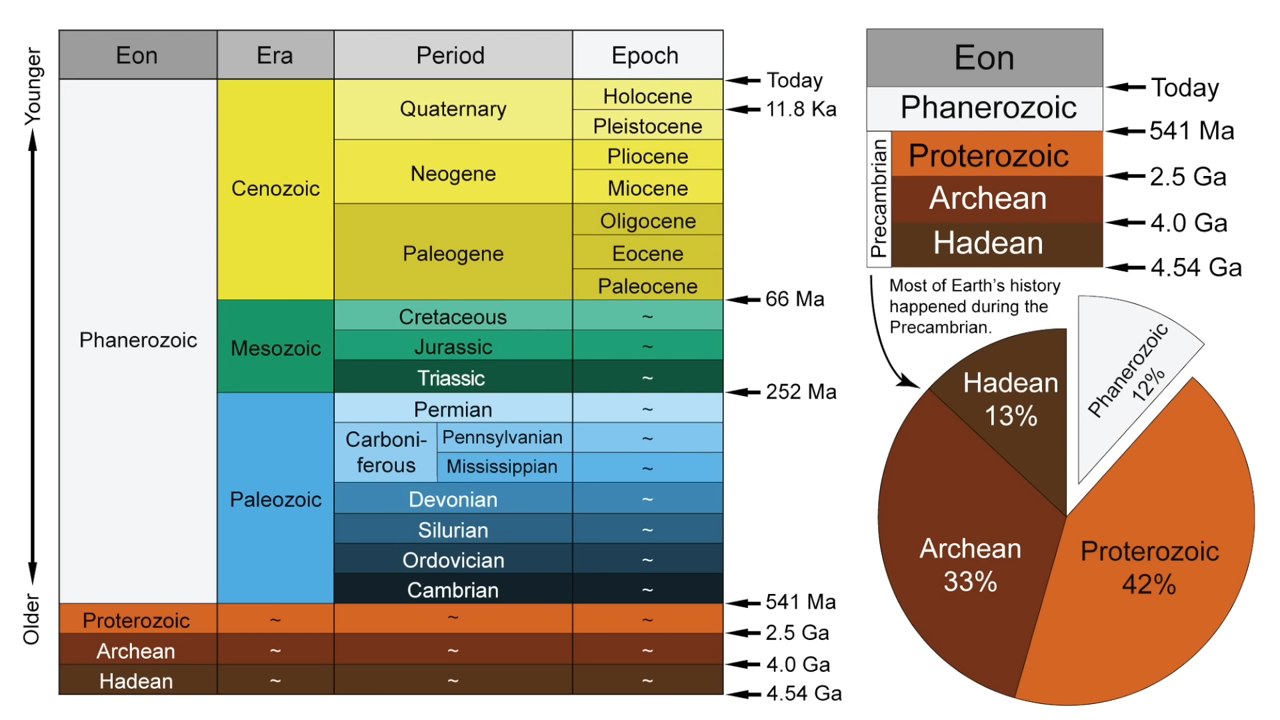 Eon Era Period Epoch
Younger
Older
Today
Holocene
Quaternary
11.8 Ka
Pleistocene
Pliocene
Neogene
Miocene
Cenozoic
Oligocene
Paleogene
Eocene
Paleocene
66 Ma
Cretaceous ~
Phanerozoic
Mesozoic
Jurassic ~
Triassic ~
252 Ma
Permian ~
Carboni-
ferous
Pennsylvanian ~
Mississippian ~
Paleozoic
Devonian ~
Silurian ~
Ordovician ~
Cambrian ~
541 Ma
Proterozoic ~ ~ ~
2.5 Ga
Archean ~ ~ ~
4.0 Ga
Hadean ~ ~ ~
4.54 Ga
Eon
Today
Phanerozoic
541 Ma
Precambrian
Proterozoic
2.5 Ga
Archean
4.0 Ga
Hadean
4.54 Ga
Most of Earth's history
happened during the
Precambrian.
Phanerozoic
12%
Hadean
13%
Archean
33%
Proterozoic
42%